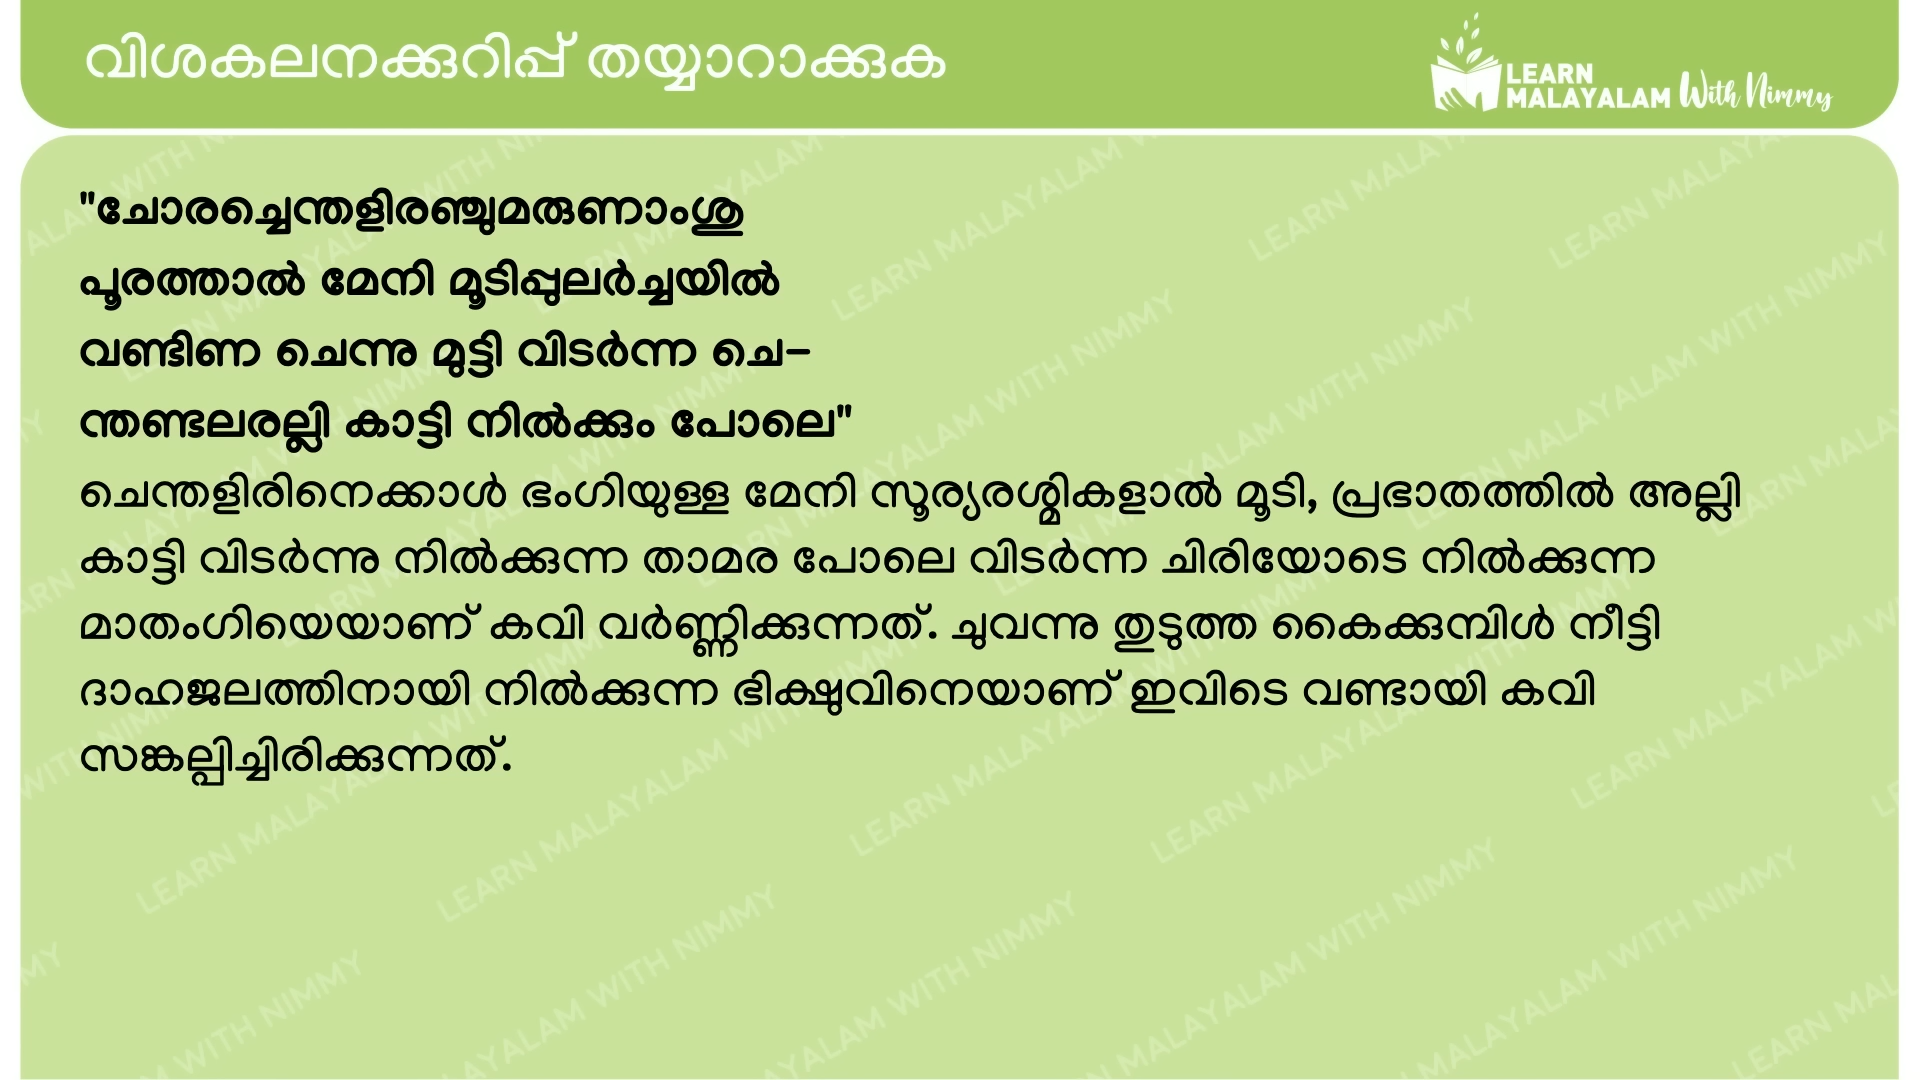 വിശകലനക്കുറിപ്പ് തയ്യാറാക്കുക
LEARN
MALAYALAM With Nimmy
"ചോരച്ചെന്തളിരഞ്ചുമരുണാംശു
പൂരത്താൽ മേനി മൂടിപ്പുലർച്ചയിൽ
വണ്ടിണ ചെന്നു മുട്ടി വിടർന്ന ചെ-
ന്തണ്ടലരല്ലി കാട്ടി നിൽക്കും പോലെ"
ചെന്തളിരിനെക്കാൾ ഭംഗിയുള്ള മേനി സൂര്യരശ്മികളാൽ മൂടി, പ്രഭാതത്തിൽ അല്ലി
കാട്ടി വിടർന്നു നിൽക്കുന്ന താമര പോലെ വിടർന്ന ചിരിയോടെ നിൽക്കുന്ന
മാതംഗിയെയാണ് കവി വർണ്ണിക്കുന്നത്. ചുവന്നു തുടുത്ത കൈക്കുമ്പിൾ നീട്ടി
ദാഹജലത്തിനായി നിൽക്കുന്ന ഭിക്ഷുവിനെയാണ് ഇവിടെ വണ്ടായി കവി
സങ്കല്പിച്ചിരിക്കുന്നത്.